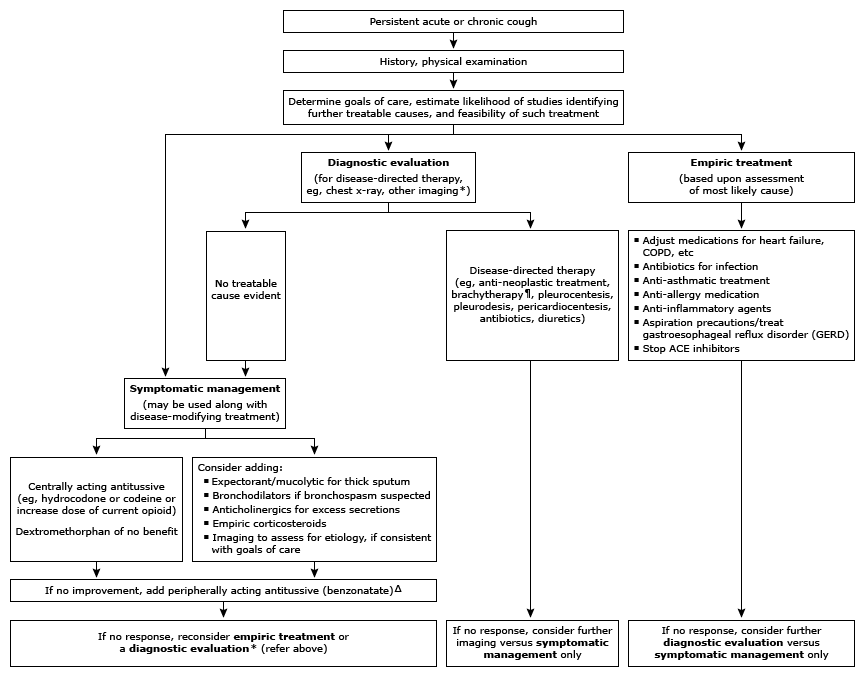 Persistent acute or chronic cough
History, physical examination
Determine goals of care, estimate likelihood of studies identifying
further treatable causes, and feasibility of such treatment
Diagnostic evaluation
(for disease-directed therapy,
eg, chest x-ray, other imaging*)
Empiric treatment
(based upon assessment
of most likely cause)
No treatable
cause evident
Disease-directed therapy
(eg, anti-neoplastic treatment,
brachytherapy¶, pleurocentesis,
pleurodesis, pericardiocentesis,
antibiotics, diuretics)
▪ Adjust medications for heart failure,
COPD, etc
▪ Antibiotics for infection
▪ Anti-asthmatic treatment
▪ Anti-allergy medication
▪ Anti-inflammatory agents
▪ Aspiration precautions/treat
gastroesophageal reflux disorder (GERD)
▪ Stop ACE inhibitors
Symptomatic management
(may be used along with
disease-modifying treatment)
Centrally acting antitussive
(eg, hydrocodone or codeine or
increase dose of current opioid)
Dextromethorphan of no benefit
Consider adding:
▪ Expectorant/mucolytic for thick sputum
▪ Bronchodilators if bronchospasm suspected
▪ Anticholinergics for excess secretions
▪ Empiric corticosteroids
▪ Imaging to assess for etiology, if consistent
with goals of care
If no improvement, add peripherally acting antitussive (benzonatate)Δ
If no response, reconsider empiric treatment or
a diagnostic evaluation* (refer above)
If no response, consider further
imaging versus symptomatic
management only
If no response, consider further
diagnostic evaluation versus
symptomatic management only